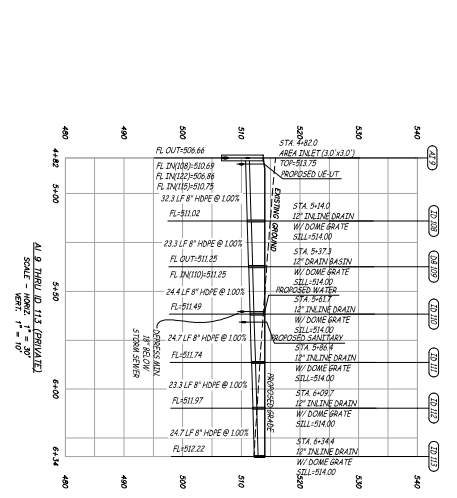 540
530
520
510
500
490
480
AI 9
ID 108
DB 109
ID 110
ID 111
ID 112
ID 113
STA. 4+82.0
AREA INLET (3.0'x3.0')
TOP=513.75
PROPOSED UE-UT
FL OUT=506.66
FL IN(108)=510.69
FL IN(122)=506.86
FL IN(115)=510.75
32.3 LF 8" HDPE @ 1.00%
EXISTING GROUND
STA. 5+14.0
12" INLINE DRAIN
W/ DOME GRATE
SILL=514.00
FL=511.02
23.3 LF 8" HDPE @ 1.00%
STA. 5+37.3
12" DRAIN BASIN
W/ DOME GRATE
SILL=514.00
FL OUT=511.25
FL IN(110)=511.25
24.4 LF 8" HDPE @ 1.00%
PROPOSED WATER
STA. 5+61.7
12" INLINE DRAIN
W/ DOME GRATE
SILL=514.00
FL=511.49
PROPOSED SANITARY
24.7 LF 8" HDPE @ 1.00%
DEPRESS MIN.
18" BELOW
STORM SEWER
STA. 5+86.4
12" INLINE DRAIN
W/ DOME GRATE
SILL=514.00
FL=511.74
23.3 LF 8" HDPE @ 1.00%
PROPOSED GRADE
STA. 6+09.7
12" INLINE DRAIN
W/ DOME GRATE
SILL=514.00
FL=511.97
24.7 LF 8" HDPE @ 1.00%
STA. 6+34.4
12" INLINE DRAIN
W/ DOME GRATE
SILL=514.00
FL=512.22
4+82
5+00
5+50
6+00
6+34
480
490
500
510
520
530
540
AI 9 THRU ID 113 (PRIVATE)
SCALE - HORIZ. 1" = 30'
VERT. 1" = 10'